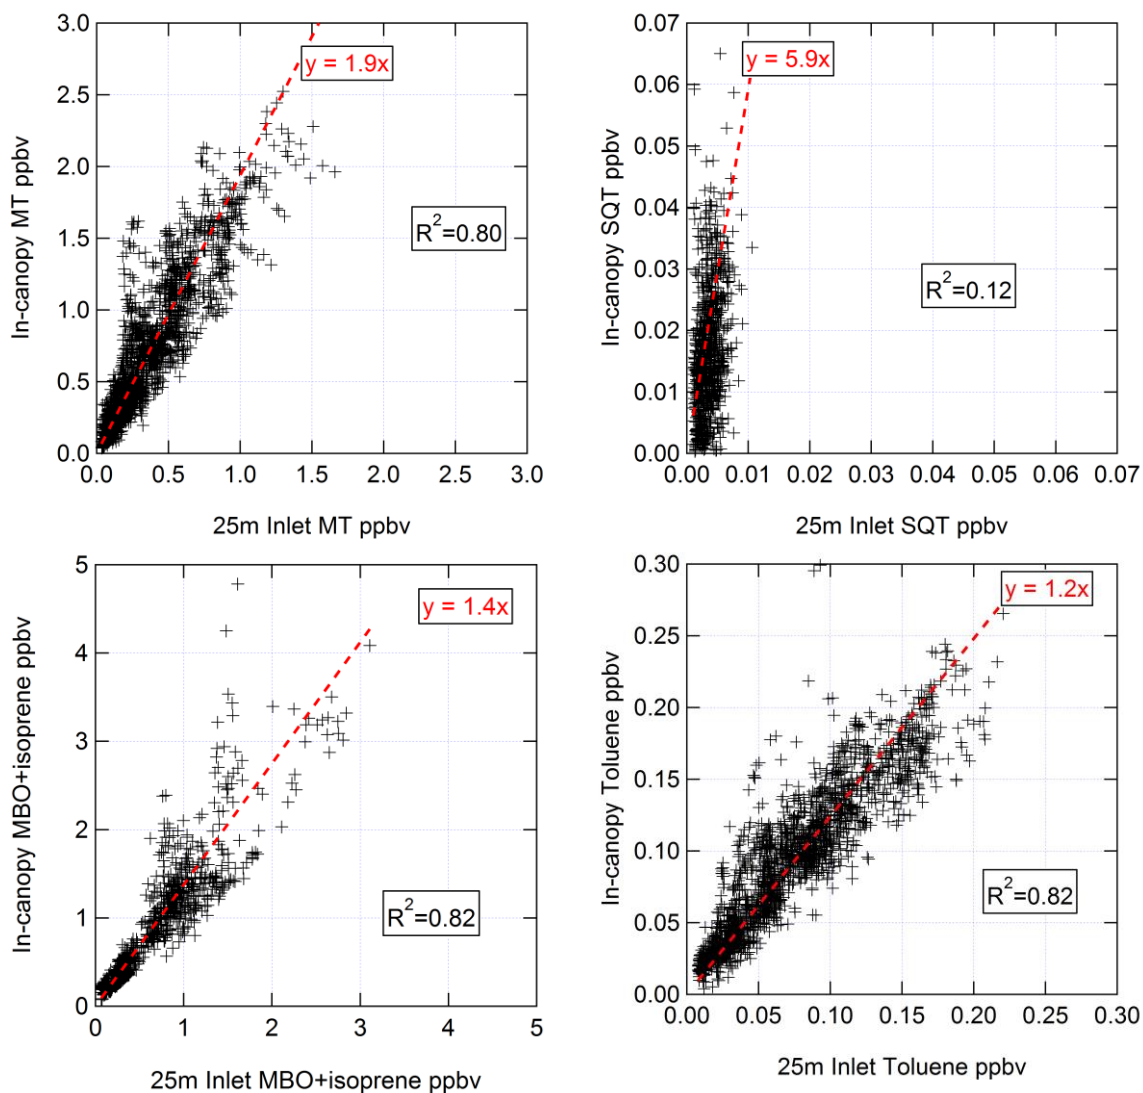 In-canopy MT ppbv
3.0
2.5
2.0
1.5
1.0
0.5
0.0
y = 1.9x
R²=0.80
0.0 0.5 1.0 1.5 2.0 2.5 3.0
25m Inlet MT ppbv
In-canopy SQT ppbv
0.07
0.06
0.05
0.04
0.03
0.02
0.01
0.00
y = 5.9x
R²=0.12
0.00 0.01 0.02 0.03 0.04 0.05 0.06 0.07
25m Inlet SQT ppbv
In-canopy MBO+isoprene ppbv
5
4
3
2
1
0
y = 1.4x
R²=0.82
0 1 2 3 4 5
25m Inlet MBO+isoprene ppbv
In-canopy Toluene ppbv
0.30
0.25
0.20
0.15
0.10
0.05
0.00
y = 1.2x
R²=0.82
0.00 0.05 0.10 0.15 0.20 0.25 0.30
25m Inlet Toluene ppbv